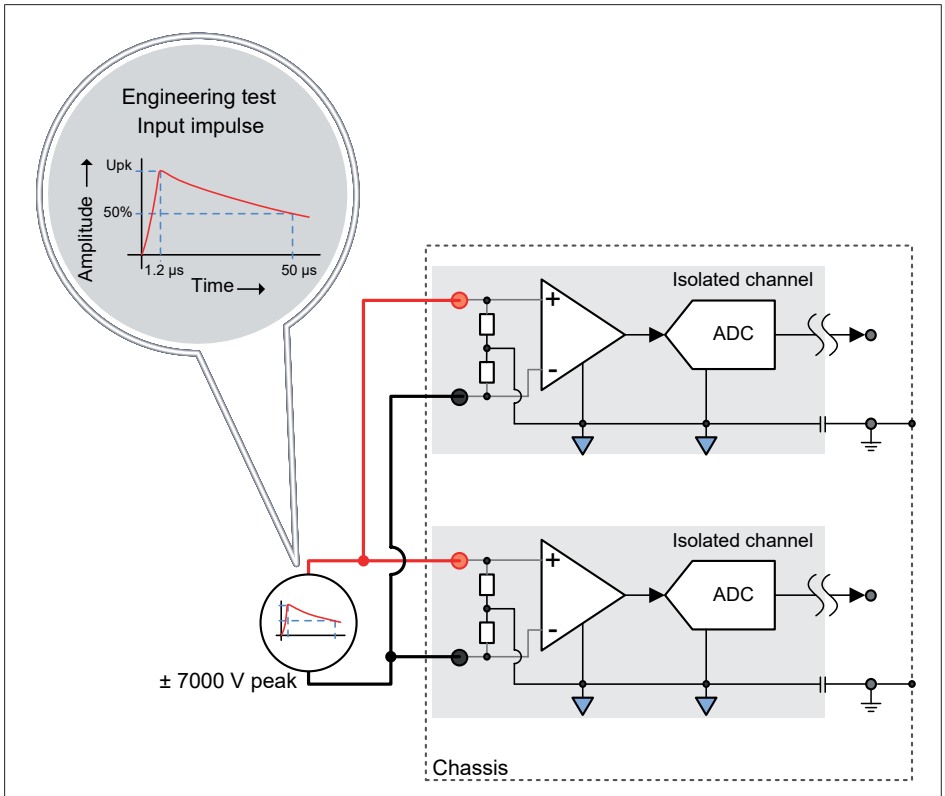 Engineering test
Input impulse
Upk
50%
Amplitude
1.2 µs
50 µs
Time
Isolated channel
+
-
ADC
Isolated channel
+
-
ADC
± 7000 V peak
Chassis